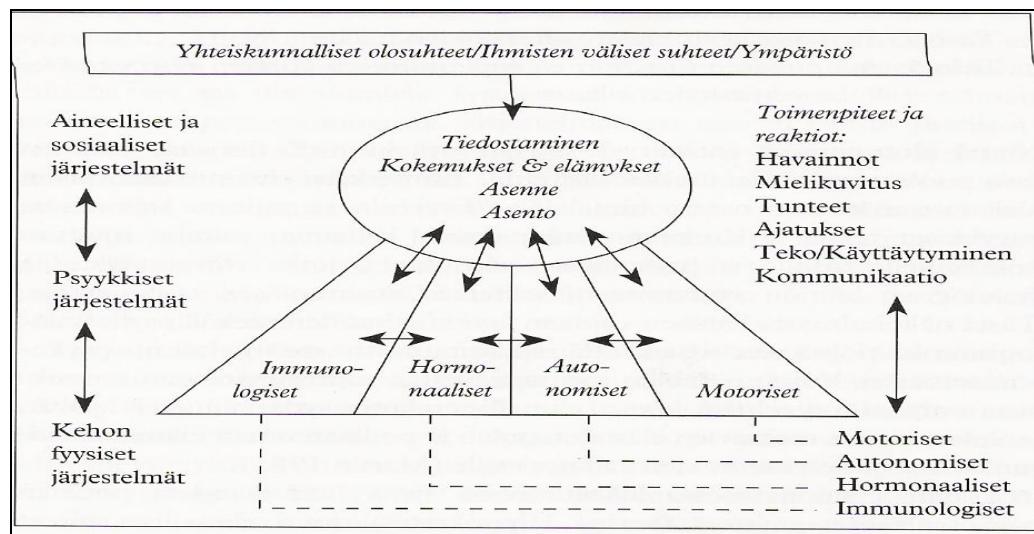 Yhteiskunnalliset olosuhteet/Ihmisten väliset suhteet/Ympäristö
Aineelliset ja
sosiaaliset
järjestelmät
Psyykkiset
järjestelmät
Kehon
fyysiset
järjestelmät
Tiedostaminen
Kokemukset & elämykset
Asenne
Asento
Immuno-
logiset
Hormo-
naaliset
Auto-
nomiset
Motoriset
Toimenpiteet ja
reaktiot:
Havainnot
Mielikuvitus
Tunteet
Ajatukset
Teko/Käyttäytyminen
Kommunikaatio
Motoriset
Autonomiset
Hormonaaliset
Immunologiset